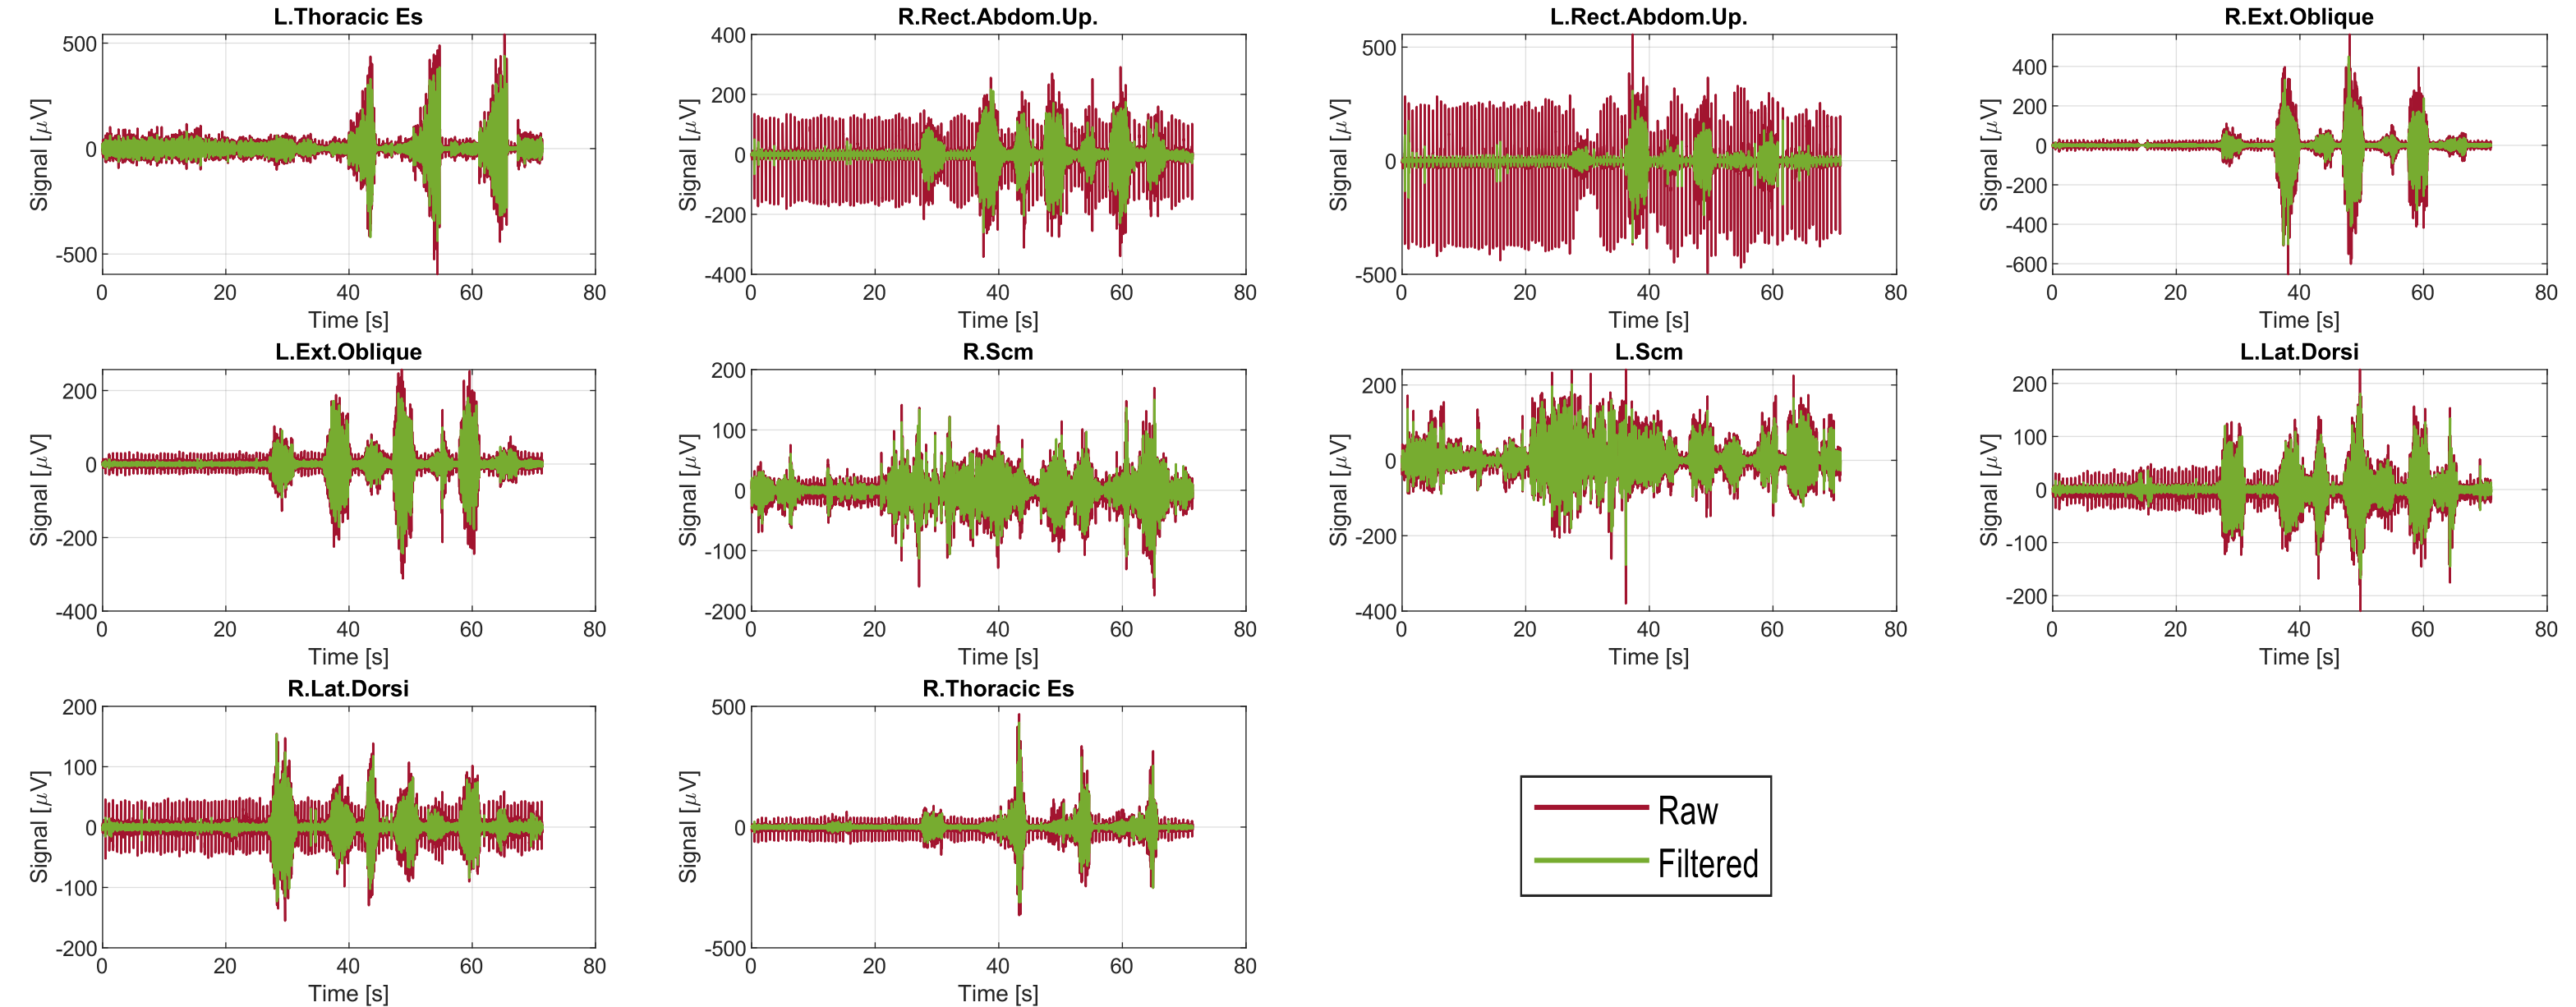 L.Thoracic Es
Signal [μV]
500
0
-500
0 20 40 60 80
Time [s]
R.Rect.Abdom.Up.
Signal [μV]
400
200
0
-200
-400
0 20 40 60 80
Time [s]
L.Rect.Abdom.Up.
Signal [μV]
500
0
-500
0 20 40 60 80
Time [s]
R.Ext.Oblique
Signal [μV]
400
200
0
-200
-400
-600
0 20 40 60 80
Time [s]
L.Ext.Oblique
Signal [μV]
200
0
-200
-400
0 20 40 60 80
Time [s]
R.Scm
Signal [μV]
200
100
0
-100
-200
0 20 40 60 80
Time [s]
L.Scm
Signal [μV]
200
0
-200
-400
0 20 40 60 80
Time [s]
L.Lat.Dorsi
Signal [μV]
200
100
0
-100
-200
0 20 40 60 80
Time [s]
R.Lat.Dorsi
Signal [μV]
200
100
0
-100
-200
0 20 40 60 80
Time [s]
R.Thoracic Es
Signal [μV]
500
0
-500
0 20 40 60 80
Time [s]
Raw
Filtered